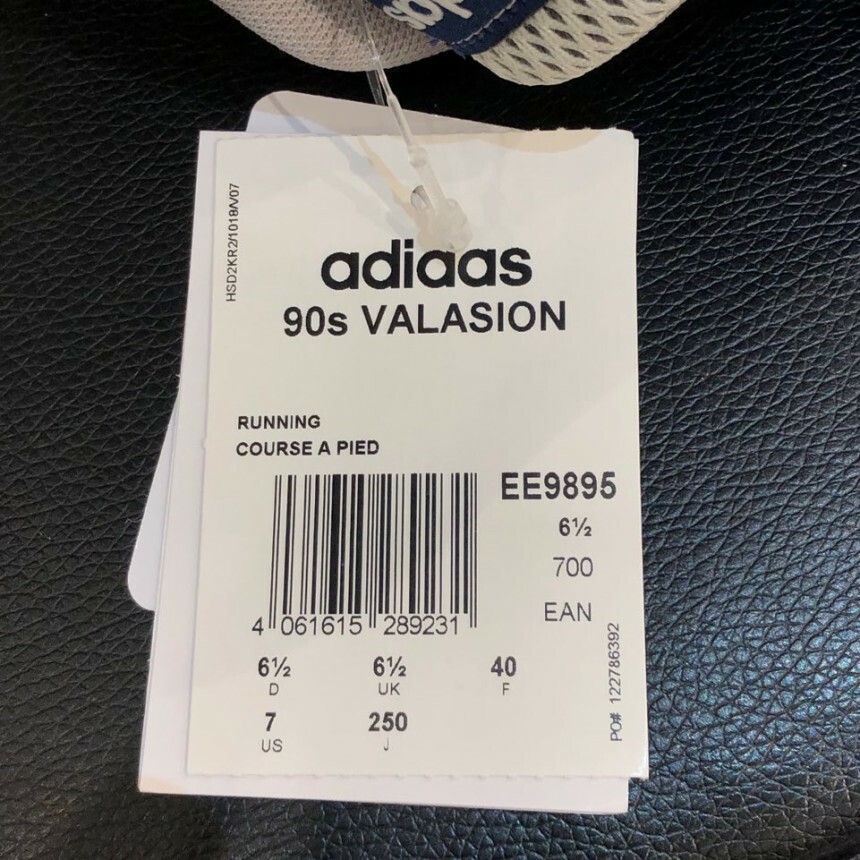 HSD2KR2/1018/V07
adiaas
90s VALASION
RUNNING
COURSE A PIED
EE9895
6½
700
EAN
4 061615 289231
6½ 6½ 40
D UK F
7 250
US J
PO# 122786392